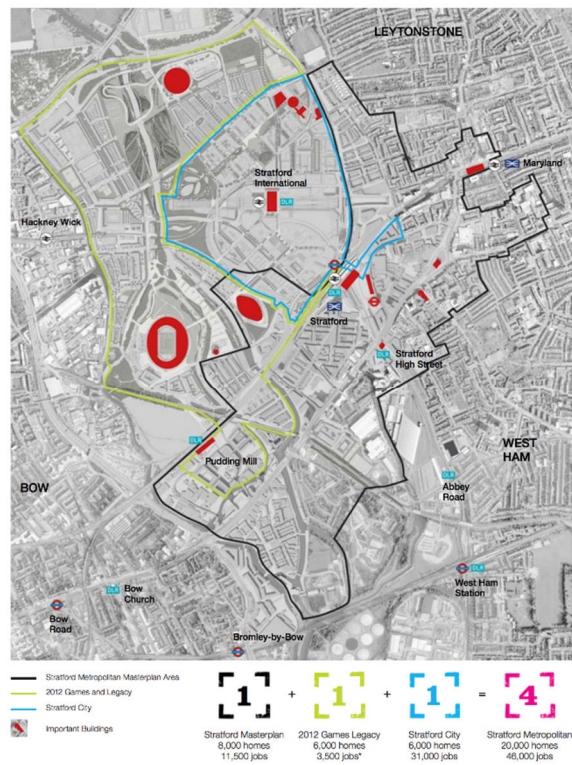 LEYTONSTONE
Maryland
Stratford
International
DLR
Hackney Wick
DLR
Stratford
Stratford
High Street
DLR
Pudding Mill
DLR
WEST
HAM
BOW
DLR
Abbey
Road
DLR
Bow
Church
West Ham
Station
DLR
Bow
Road
Bromley-by-Bow
Stratford Metropolitan Masterplan Area
2012 Games and Legacy
Stratford City
Important Buildings
1 + 1 + 1 = 4
Stratford Masterplan
8,000 homes
11,500 jobs
2012 Games Legacy
6,000 homes
3,500 jobs*
Stratford City
6,000 homes
31,000 jobs
Stratford Metropolitan
20,000 homes
46,000 jobs